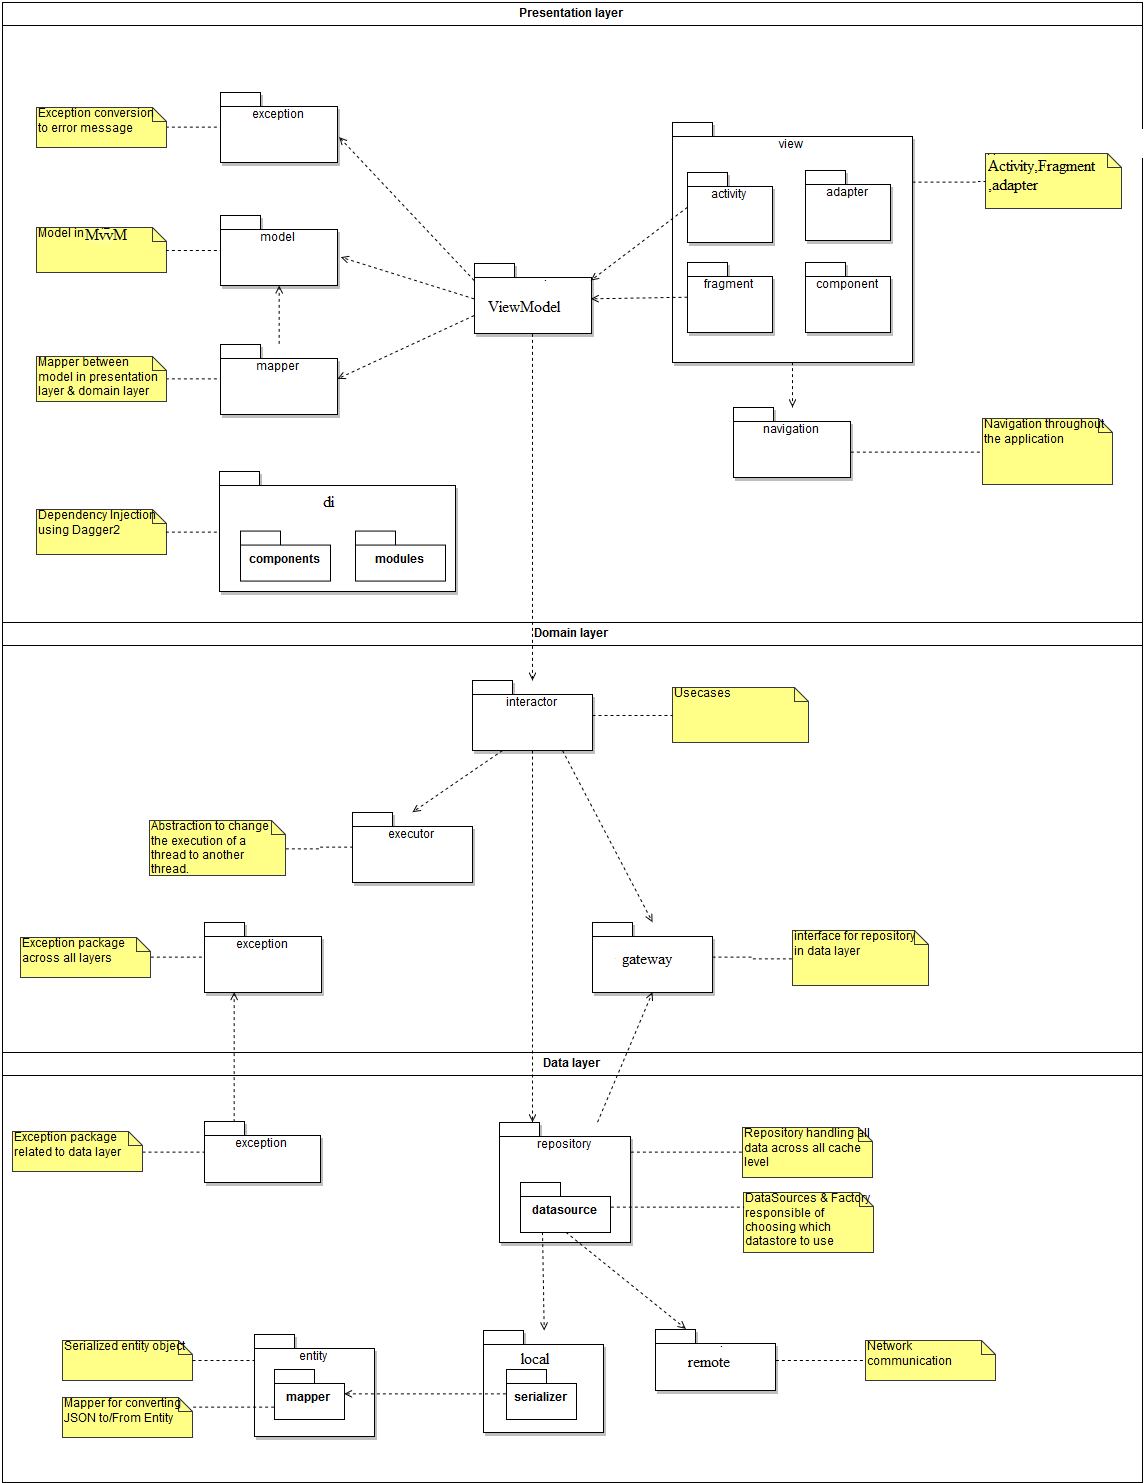 Presentation layer
Exception conversion
to error message
exception
view
activity
adapter
fragment
component
Activity,Fragment
,adapter
Model in MvvM
model
ViewModel
Mapper between
model in presentation
layer & domain layer
mapper
navigation
Navigation throughout
the application
Dependency Injection
using Dagger2
di
components
modules
Domain layer
interactor
Usecases
Abstraction to change
the execution of a
thread to another
thread.
executor
Exception package
across all layers
exception
gateway
interface for repository
in data layer
Data layer
Exception package
related to data layer
exception
repository
datasource
Repository handling all
data across all cache
level
DataSources & Factory
responsible of
choosing which
datastore to use
Serialized entity object
entity
mapper
Mapper for converting
JSON to/From Entity
local
serializer
remote
Network
communication